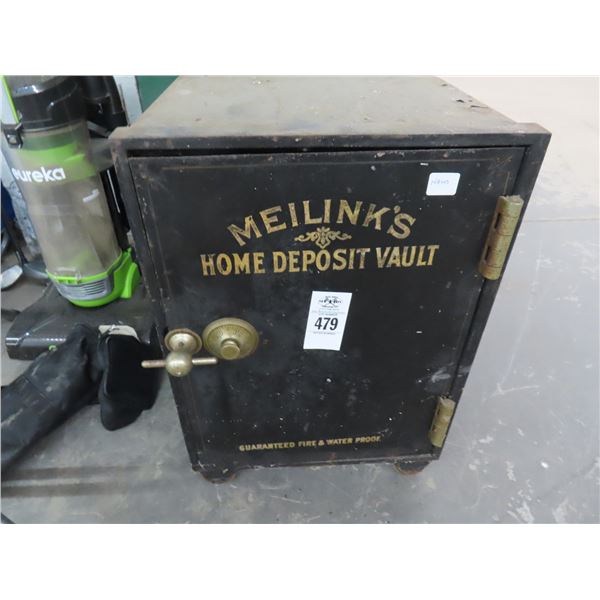 eureka
MEILINK'S
HOME DEPOSIT VAULT
479
GUARANTEED FIRE & WATER PROOF